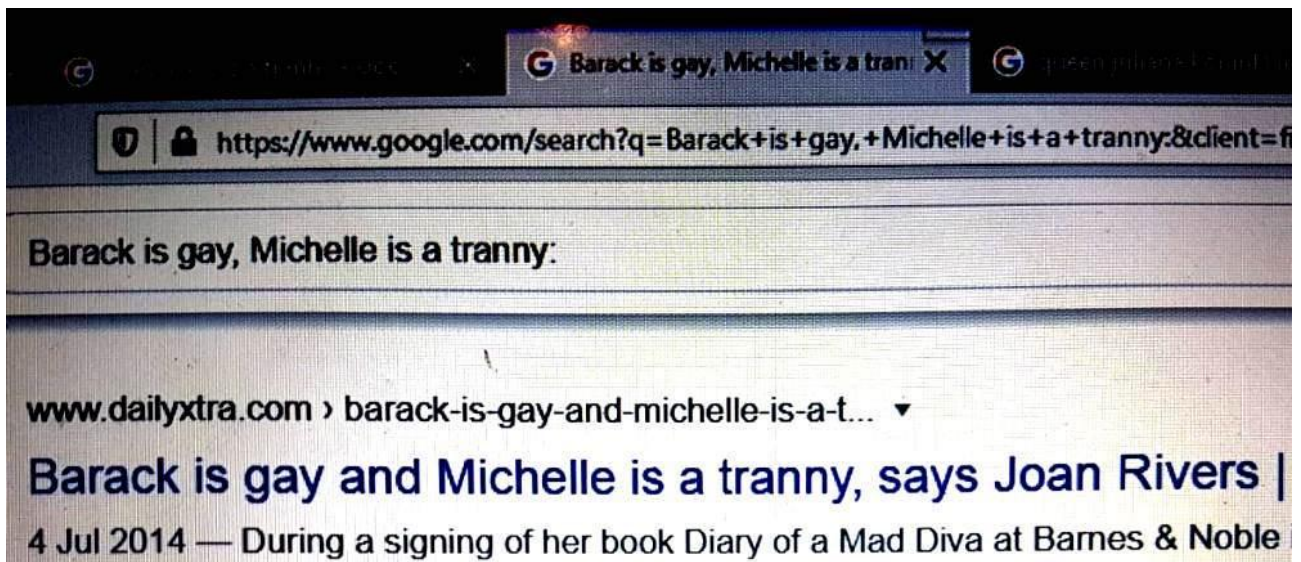 Barack is gay, Michelle is a tran
https://www.google.com/search?q=Barack+is+gay,+Michelle+is+a+tranny:&client=fi
Barack is gay, Michelle is a tranny:
www.dailyxtra.com › barack-is-gay-and-michelle-is-a-t...
Barack is gay and Michelle is a tranny, says Joan Rivers |
4 Jul 2014 — During a signing of her book Diary of a Mad Diva at Barnes & Noble